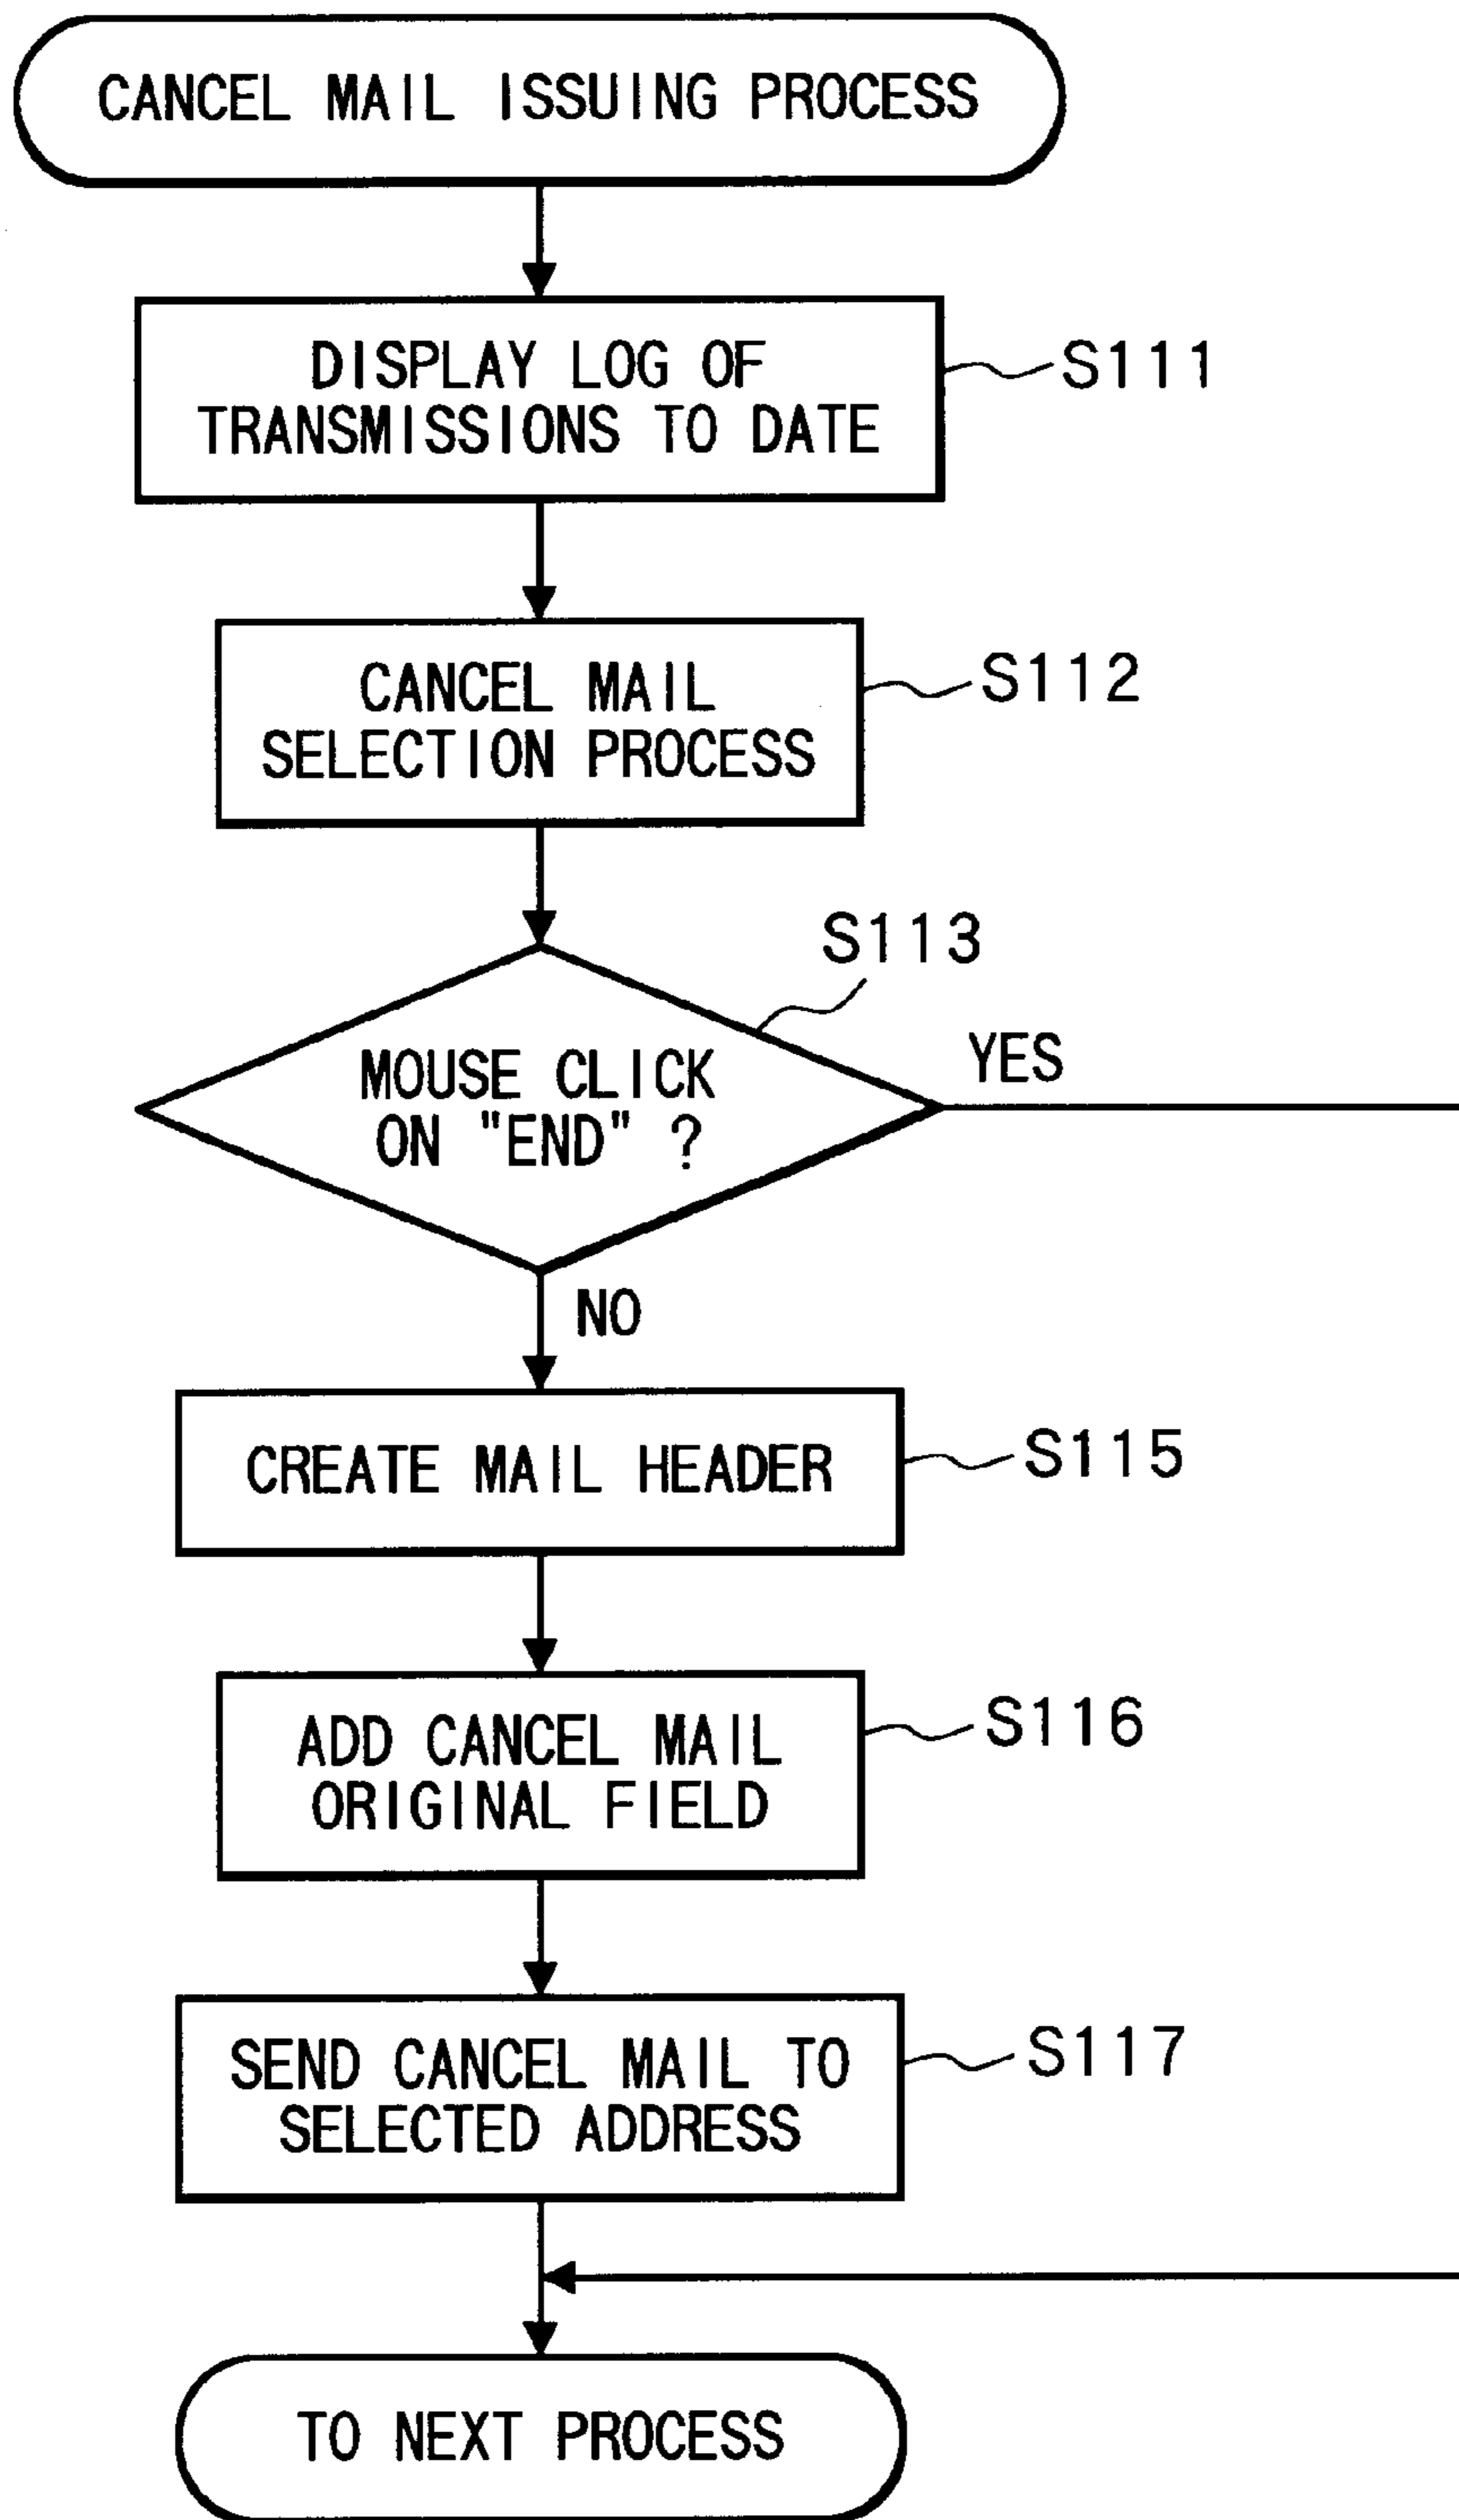 CANCEL MAIL ISSUING PROCESS
DISPLAY LOG OF
TRANSMISSIONS TO DATE
S111
CANCEL MAIL
SELECTION PROCESS
S112
S113
MOUSE CLICK
ON "END" ?
YES
NO
CREATE MAIL HEADER
S115
ADD CANCEL MAIL
ORIGINAL FIELD
S116
SEND CANCEL MAIL TO
SELECTED ADDRESS
S117
TO NEXT PROCESS